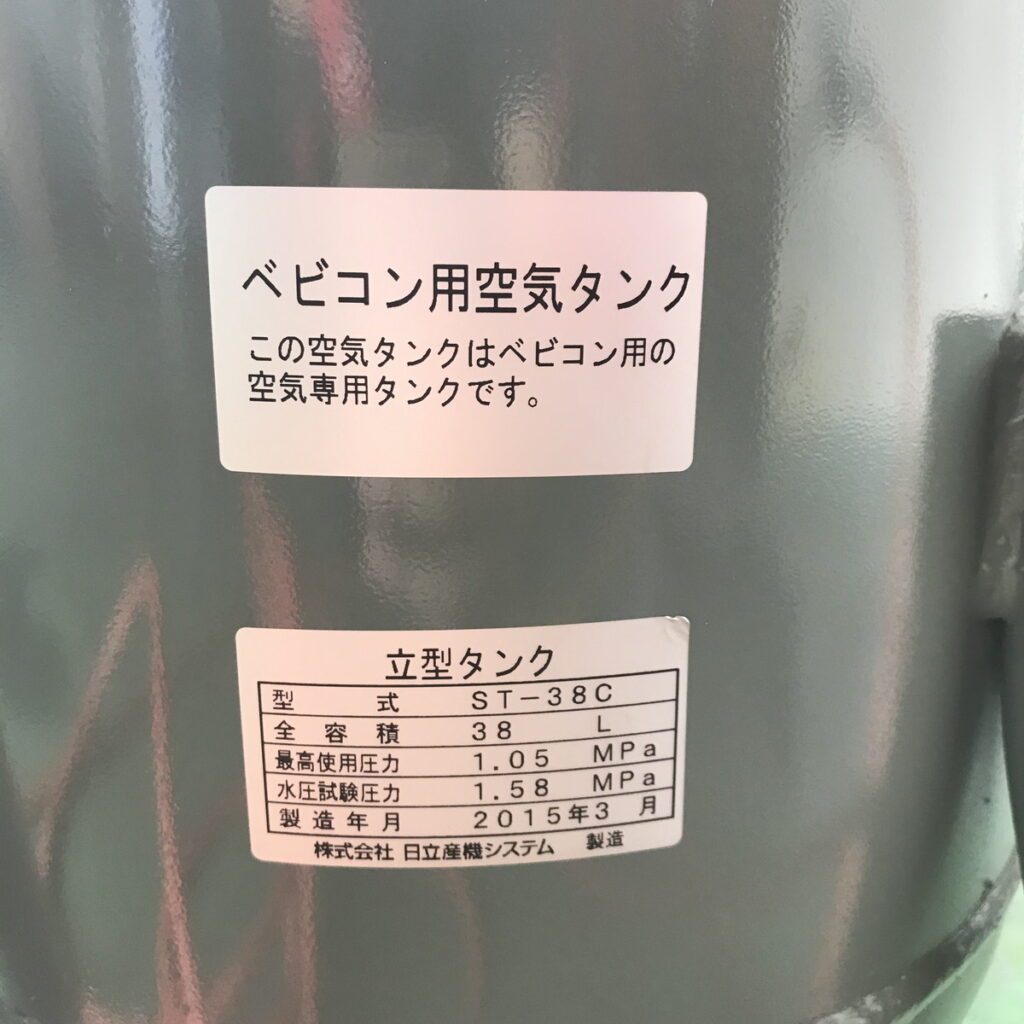 ベビコン用空気タンク
この空気タンクはベビコン用の
空気専用タンクです。
立型タンク
型式 ST-38C
全容積 38 L
最高使用圧力 1.05 MPa
水圧試験圧力 1.58 MPa
製造年月 2015年3月
株式会社 日立産機システム 製造